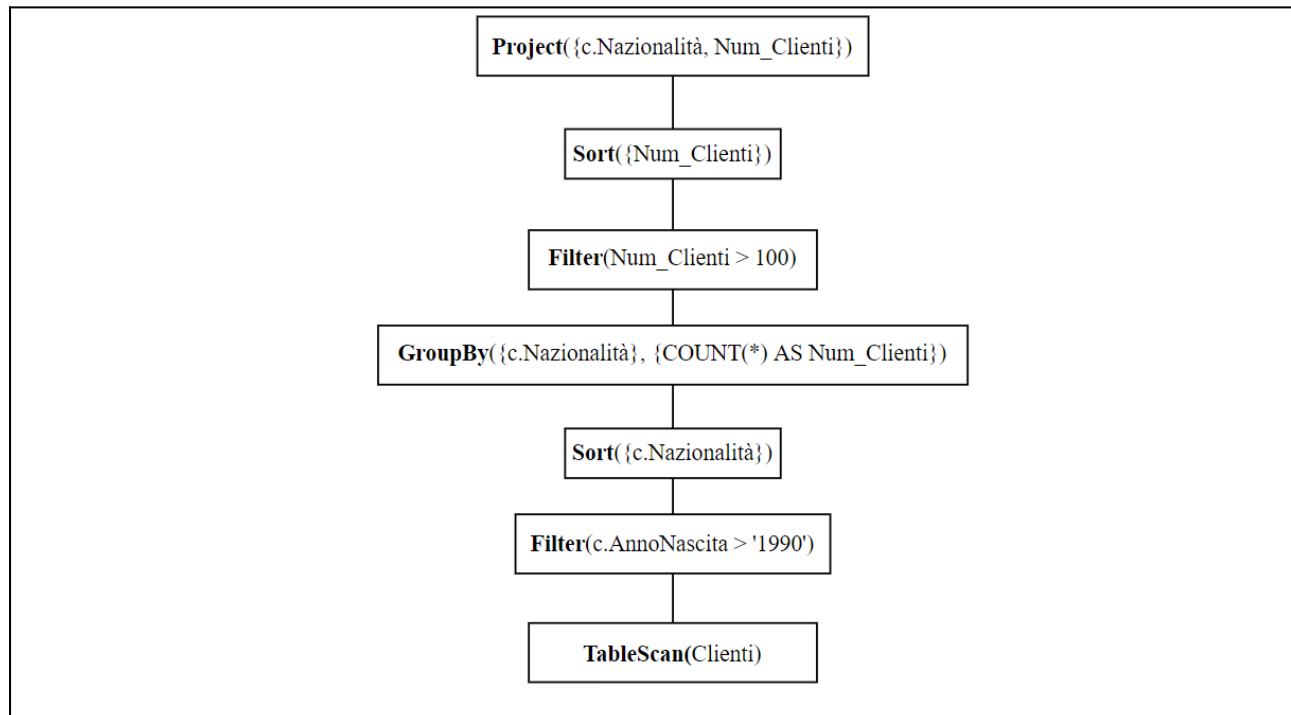 Project({c.Nazionalità, Num_Clienti})
Sort({Num_Clienti})
Filter(Num_Clienti > 100)
GroupBy({c.Nazionalità}, {COUNT(*) AS Num_Clienti})
Sort({c.Nazionalità})
Filter(c.AnnoNascita > '1990')
TableScan(Clienti)